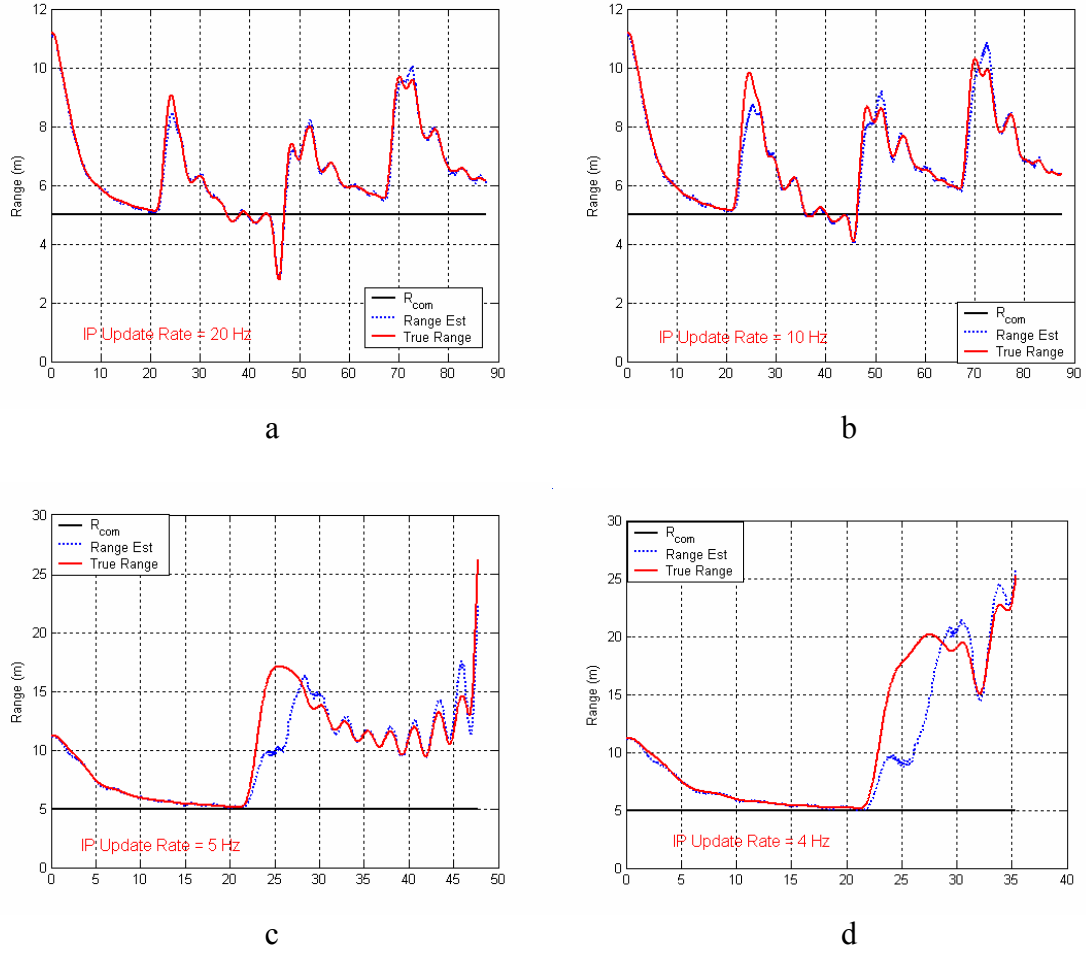 12
10
8
6
4
2
0
Range (m)
R_com
Range Est
True Range
IP Update Rate = 20 Hz
0 10 20 30 40 50 60 70 80 90
a
12
10
8
6
4
2
0
Range (m)
R_com
Range Est
True Range
IP Update Rate = 10 Hz
0 10 20 30 40 50 60 70 80 90
b
30
25
20
15
10
5
0
Range (m)
R_com
Range Est
True Range
IP Update Rate = 5 Hz
0 5 10 15 20 25 30 35 40 45 50
c
30
25
20
15
10
5
0
Range (m)
R_com
Range Est
True Range
IP Update Rate = 4 Hz
0 5 10 15 20 25 30 35 40
d